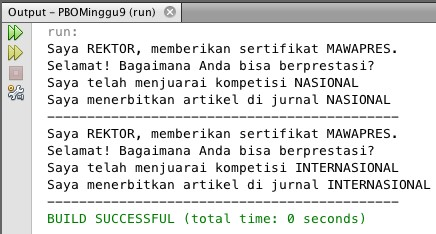 Output - PBOMinggu9 (run)
run:
Saya REKTOR, memberikan sertifikat MAWAPRES.
Selamat! Bagaimana Anda bisa berprestasi?
Saya telah menjuarai kompetisi NASIONAL
Saya menerbitkan artikel di jurnal NASIONAL
-------------------------------------------
Saya REKTOR, memberikan sertifikat MAWAPRES.
Selamat! Bagaimana Anda bisa berprestasi?
Saya telah menjuarai kompetisi INTERNASIONAL
Saya menerbitkan artikel di jurnal INTERNASIONAL
-------------------------------------------
BUILD SUCCESSFUL (total time: 0 seconds)